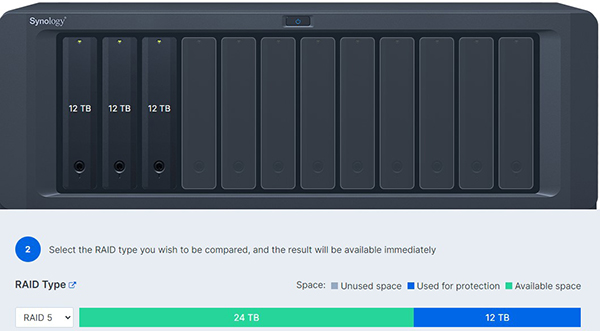 Synology
12 TB 12 TB 12 TB
2 Select the RAID type you wish to be compared, and the result will be available immediately
RAID Type Space: Unused space Used for protection Available space
RAID 5 24 TB 12 TB